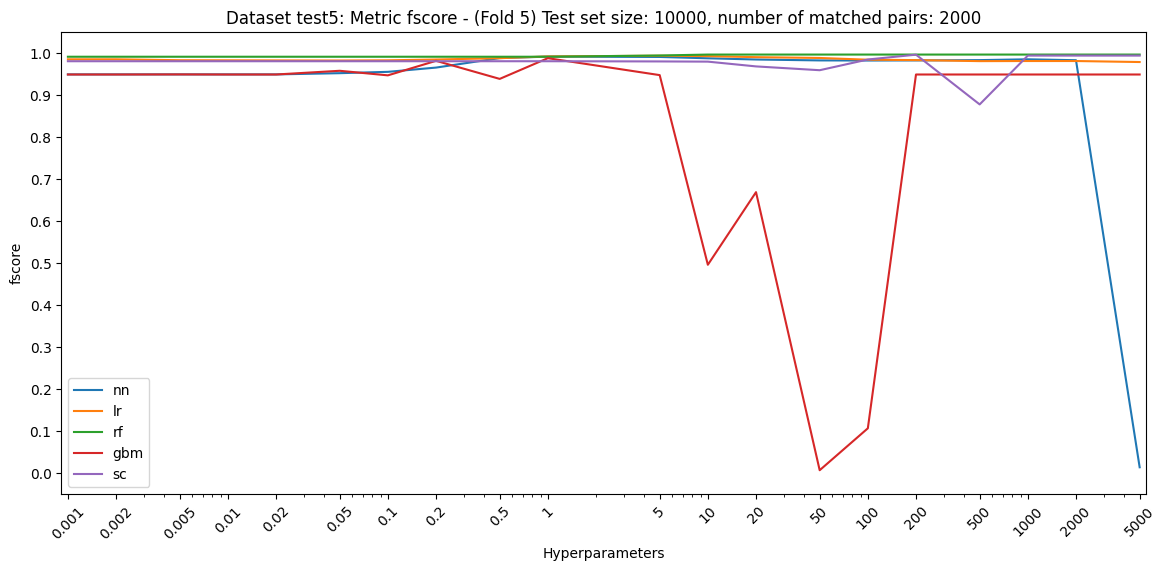 Dataset test5: Metric fscore - (Fold 5) Test set size: 10000, number of matched pairs: 2000
1.0
0.9
0.8
0.7
0.6
0.5
0.4
0.3
0.2
0.1
0.0
fscore
nn
lr
rf
gbm
sc
0.001 0.002 0.005 0.01 0.02 0.05 0.1 0.2 0.5 1 5 10 20 50 100 200 500 1000 2000 5000
Hyperparameters